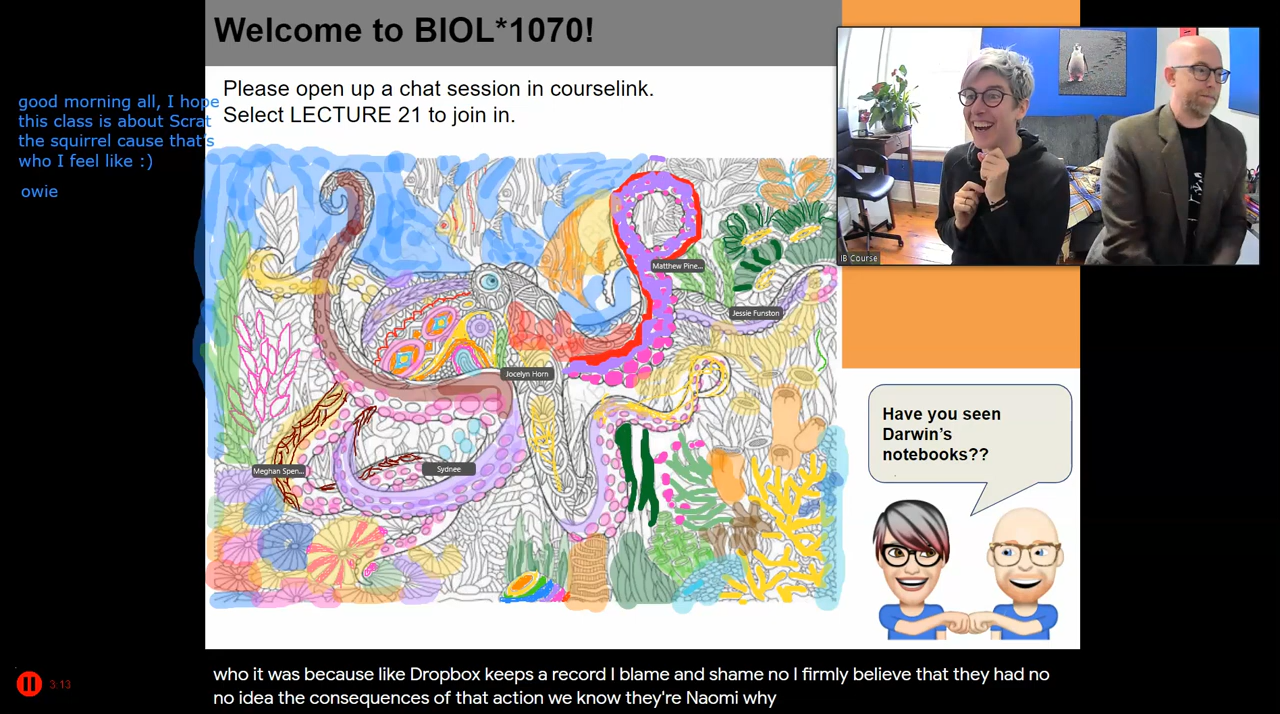 Welcome to BIOL*1070!
Please open up a chat session in courselink.
Select LECTURE 21 to join in.
good morning all, I hope
this class is about Scrat
the squirrel cause that's
who I feel like :)
owie
IB Course
Matthew Pine...
Jessie Funston
Jocelyn Horn
Meghan Spen...
Sydnee
Have you seen
Darwin's
notebooks??
who it was because like Dropbox keeps a record I blame and shame no I firmly believe that they had no
no idea the consequences of that action we know they're Naomi why
3:13